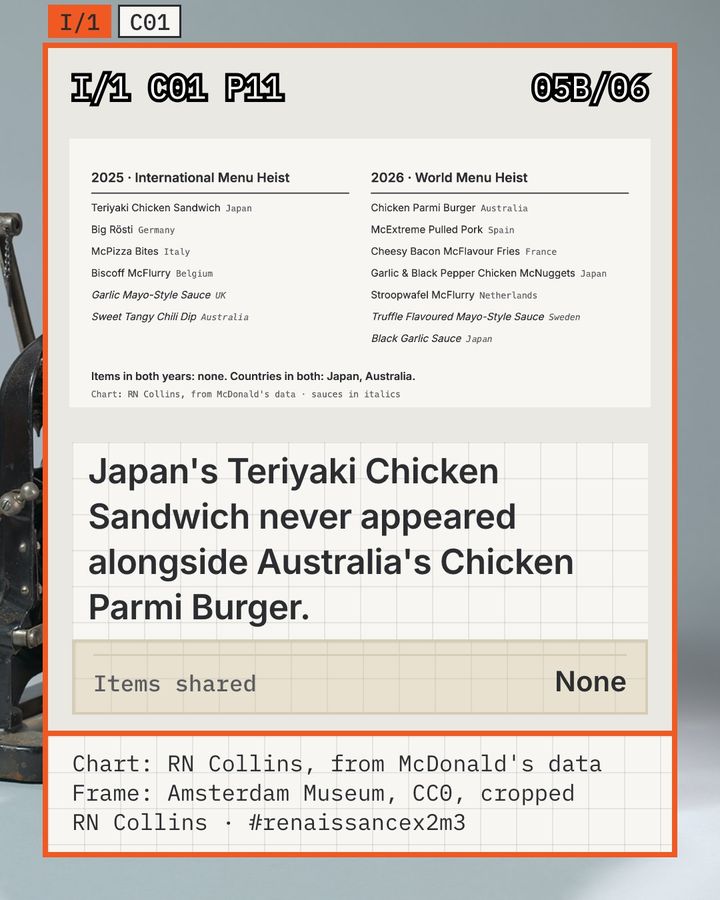 I/1 C01
I/1 C01 P11 05B/06
2025 · International Menu Heist
Teriyaki Chicken Sandwich Japan
Big Rösti Germany
McPizza Bites Italy
Biscoff McFlurry Belgium
Garlic Mayo-Style Sauce UK
Sweet Tangy Chili Dip Australia
2026 · World Menu Heist
Chicken Parmi Burger Australia
McExtreme Pulled Pork Spain
Cheesy Bacon McFlavour Fries France
Garlic & Black Pepper Chicken McNuggets Japan
Stroopwafel McFlurry Netherlands
Truffle Flavoured Mayo-Style Sauce Sweden
Black Garlic Sauce Japan
Items in both years: none. Countries in both: Japan, Australia.
Chart: RN Collins, from McDonald's data · sauces in italics
Japan's Teriyaki Chicken
Sandwich never appeared
alongside Australia's Chicken
Parmi Burger.
Items shared None
Chart: RN Collins, from McDonald's data
Frame: Amsterdam Museum, CC0, cropped
RN Collins · #renaissancex2m3